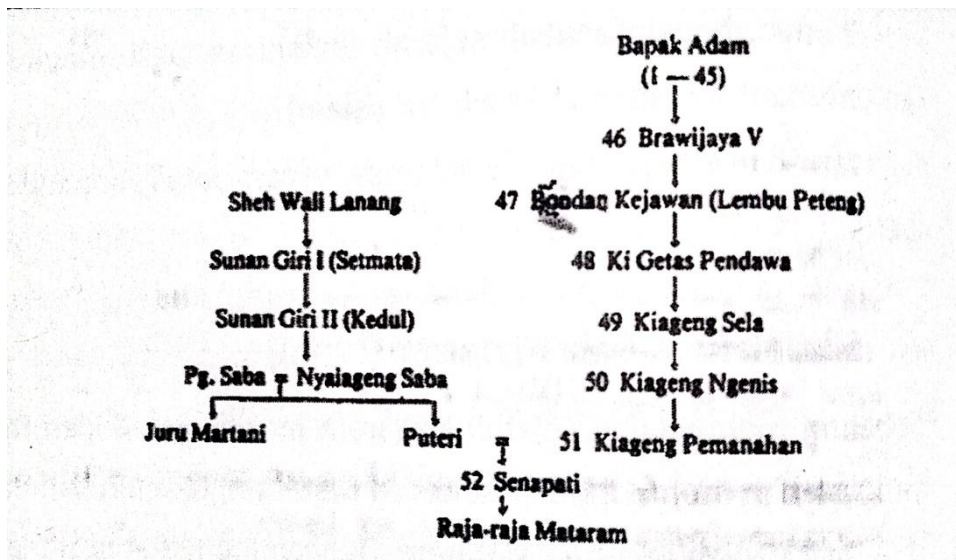 Bapak Adam
(I — 45)
46 Brawijaya V
Sheh Wali Lanang 47 Bondan Kejawan (Lembu Peteng)
Sunan Giri I (Setmata) 48 Ki Getas Pendawa
Sunan Giri II (Kedul) 49 Kiageng Sela
Pg. Saba = Nyaiageng Saba 50 Kiageng Ngenis
Juru Martani Puteri = 51 Kiageng Pemanahan
52 Senapati
Raja-raja Mataram